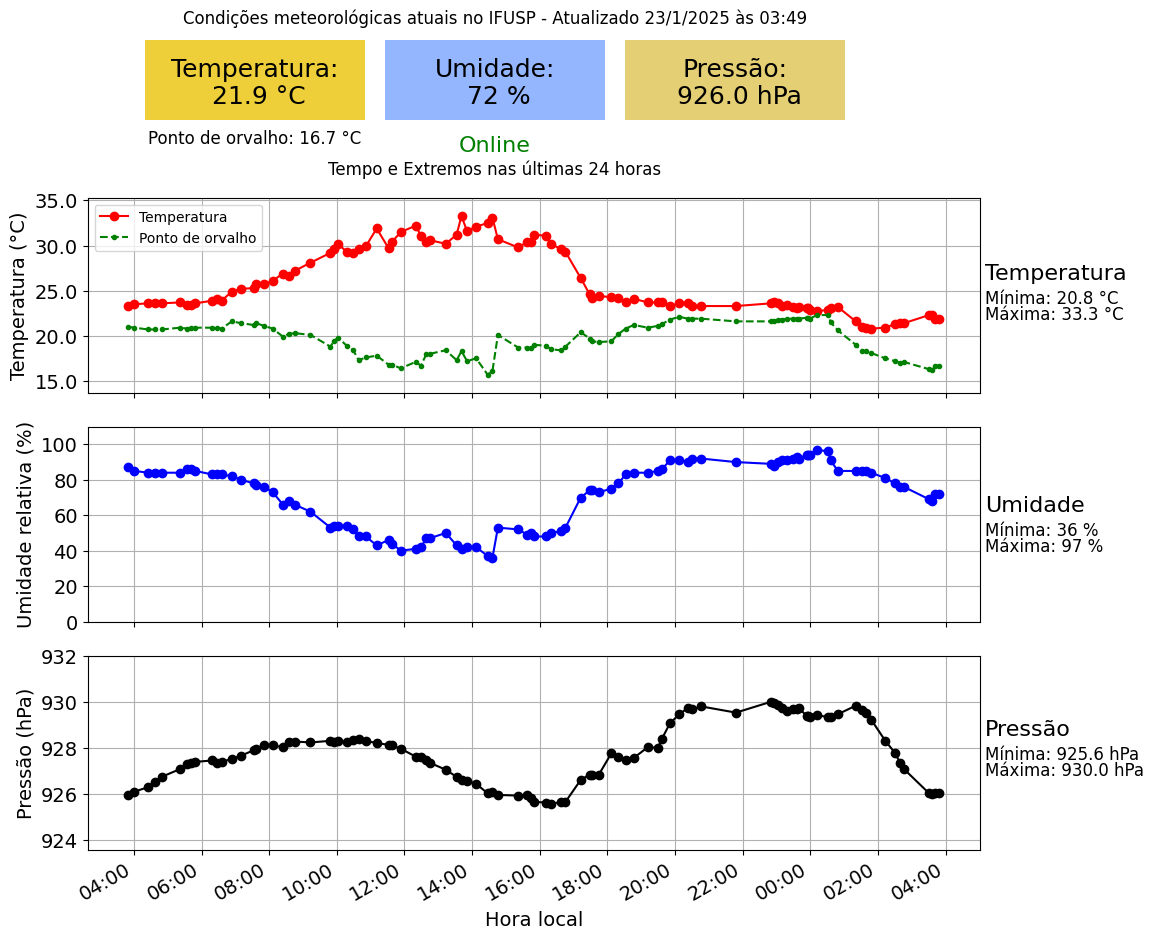 Condições meteorológicas atuais no IFUSP - Atualizado 23/1/2025 às 03:49
Temperatura:
21.9 °C
Umidade:
72 %
Pressão:
926.0 hPa
Ponto de orvalho: 16.7 °C
Online
Tempo e Extremos nas últimas 24 horas
Temperatura (°C)
35.0
30.0
25.0
20.0
15.0
Temperatura
Ponto de orvalho
Temperatura
Mínima: 20.8 °C
Máxima: 33.3 °C
Umidade relativa (%)
100
80
60
40
20
0
Umidade
Mínima: 36 %
Máxima: 97 %
Pressão (hPa)
932
930
928
926
924
Pressão
Mínima: 925.6 hPa
Máxima: 930.0 hPa
04:00 06:00 08:00 10:00 12:00 14:00 16:00 18:00 20:00 22:00 00:00 02:00 04:00
Hora local